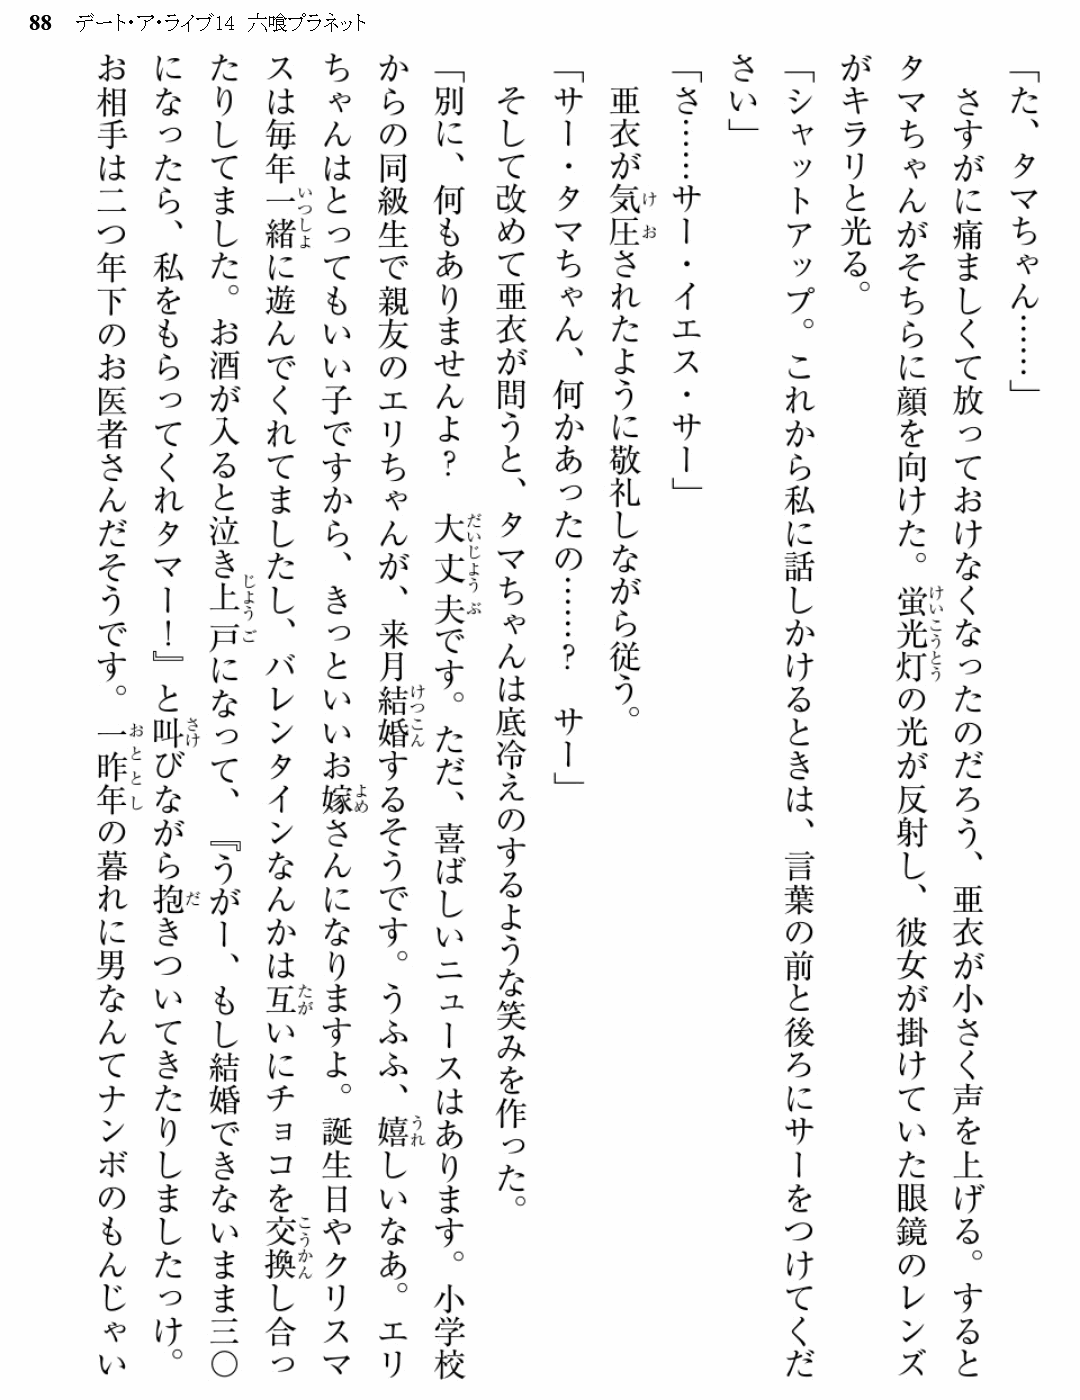 88 デート・ア・ライブ14 六喰プラネット
「た、タマちゃん……」
　さすがに痛ましくて放っておけなくなったのだろう、亜衣が小さく声を上げる。すると
タマちゃんがそちらに顔を向けた。蛍光灯の光が反射し、彼女が掛けていた眼鏡のレンズ
がキラリと光る。
「シャットアップ。これから私に話しかけるときは、言葉の前と後ろにサーをつけてくだ
さい」
「さ……サー・イエス・サー」
　亜衣が気圧されたように敬礼しながら従う。
「サー・タマちゃん、何かあったの……？　サー」
　そして改めて亜衣が問うと、タマちゃんは底冷えのするような笑みを作った。
「別に、何もありませんよ？　大丈夫です。ただ、喜ばしいニュースはあります。小学校
からの同級生で親友のエリちゃんが、来月結婚するそうです。うふふ、嬉しいなあ。エリ
ちゃんはとってもいい子ですから、きっといいお嫁さんになりますよ。誕生日やクリスマ
スは毎年一緒に遊んでくれてましたし、バレンタインなんかは互いにチョコを交換し合っ
たりしてました。お酒が入ると泣き上戸になって、『うがー、もし結婚できないまま三〇
になったら、私をもらってくれタマー！』と叫びながら抱きついてきたりしましたっけ。
お相手は二つ年下のお医者さんだそうです。一昨年の暮れに男なんてナンボのもんじゃい